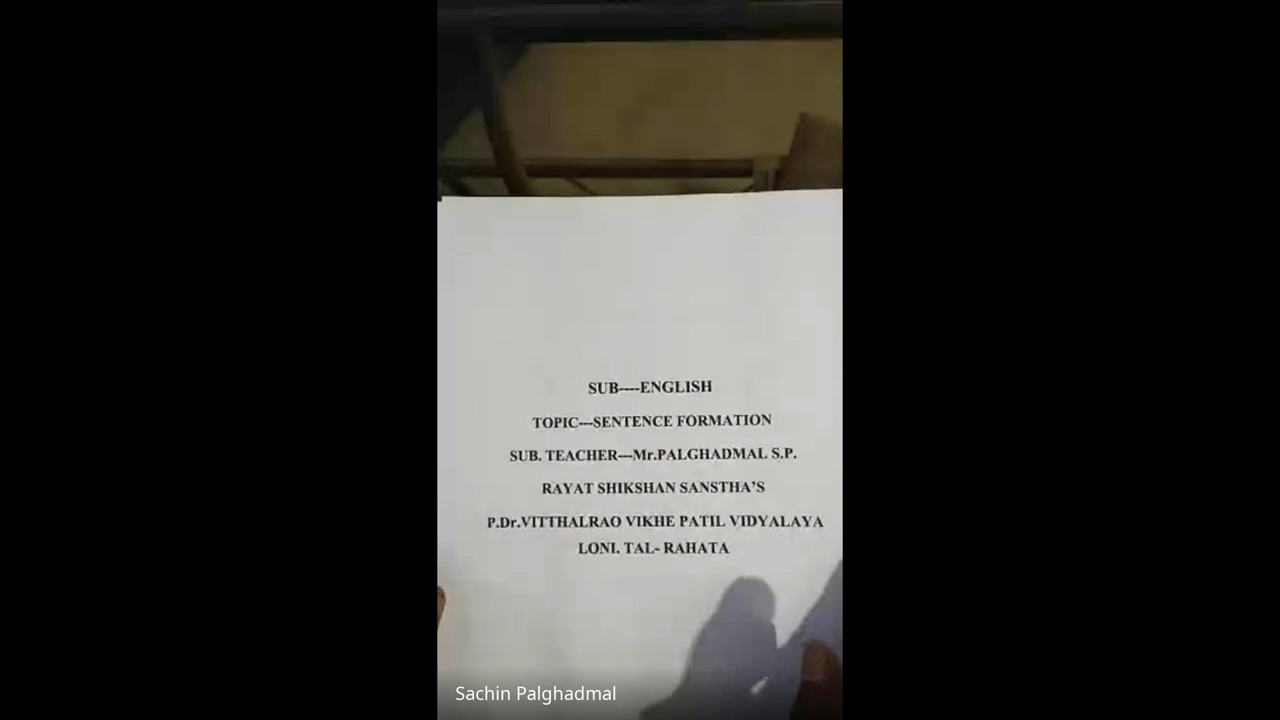 SUB----ENGLISH
TOPIC---SENTENCE FORMATION
SUB. TEACHER---Mr.PALGHADMAL S.P.
RAYAT SHIKSHAN SANSTHA'S
P.Dr.VITTHALRAO VIKHE PATIL VIDYALAYA
LONI. TAL- RAHATA
Sachin Palghadmal